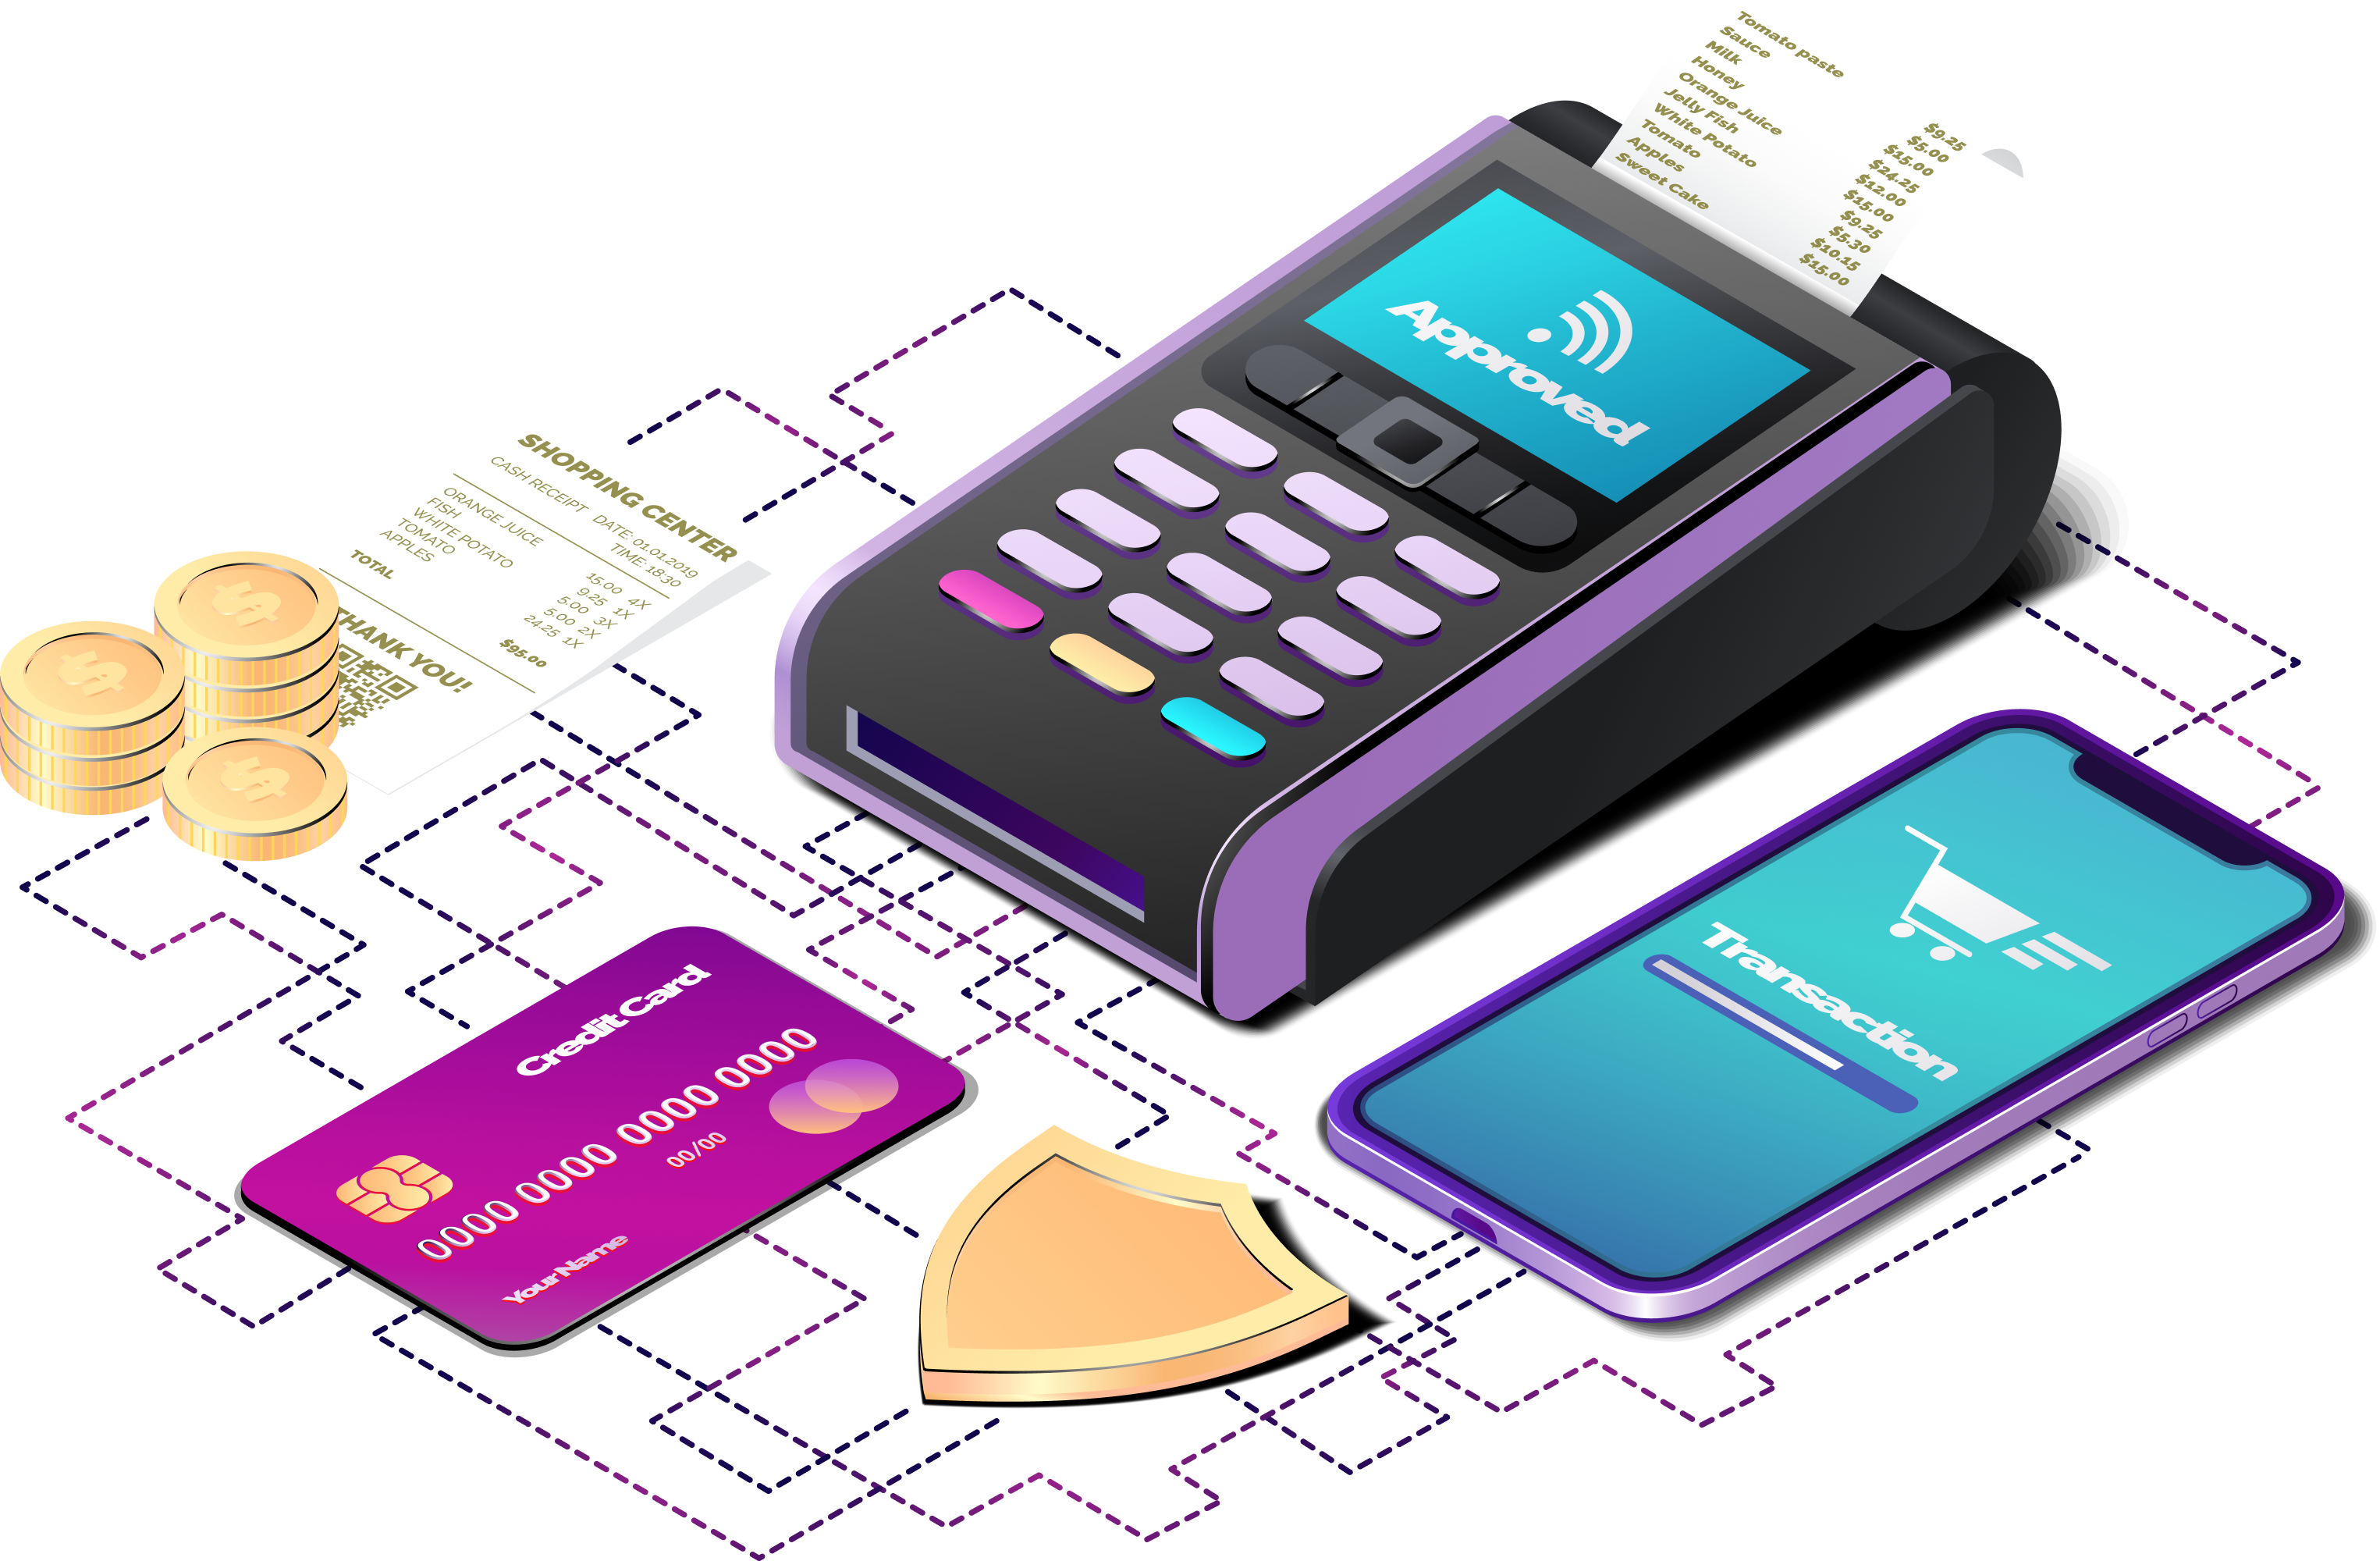 Tomato paste
Sauce
Milk
Honey
Orange Juice
Jelly Fish
White Potato
Tomato
Apples
Sweet Cake
$9.25
$5.00
$15.00
$24.25
$12.00
$15.00
$9.25
$5.30
$10.15
$15.00
Approved
SHOPPING CENTER
CASH RECEIPT DATE: 01.01.2019
TIME:18:30
ORANGE JUICE 15.00 4X
FISH 9.25 1X
WHITE POTATO 5.00 3X
TOMATO 5.00 2X
APPLES 24.25 1X
TOTAL $95.00
HANK YOU!
Transaction
Credit Card
0000 0000 0000 0000
00/00
Your Name